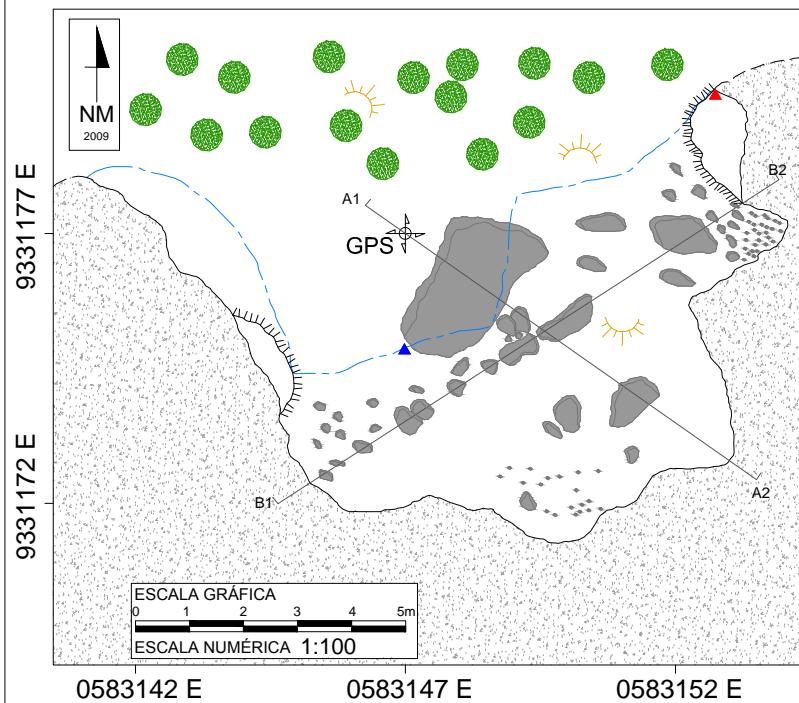 NM
2009
A1
B2
GPS
9331177 E
9331172 E
B1
A2
ESCALA GRÁFICA
0 1 2 3 4 5m
ESCALA NUMÉRICA 1:100
0583142 E 0583147 E 0583152 E